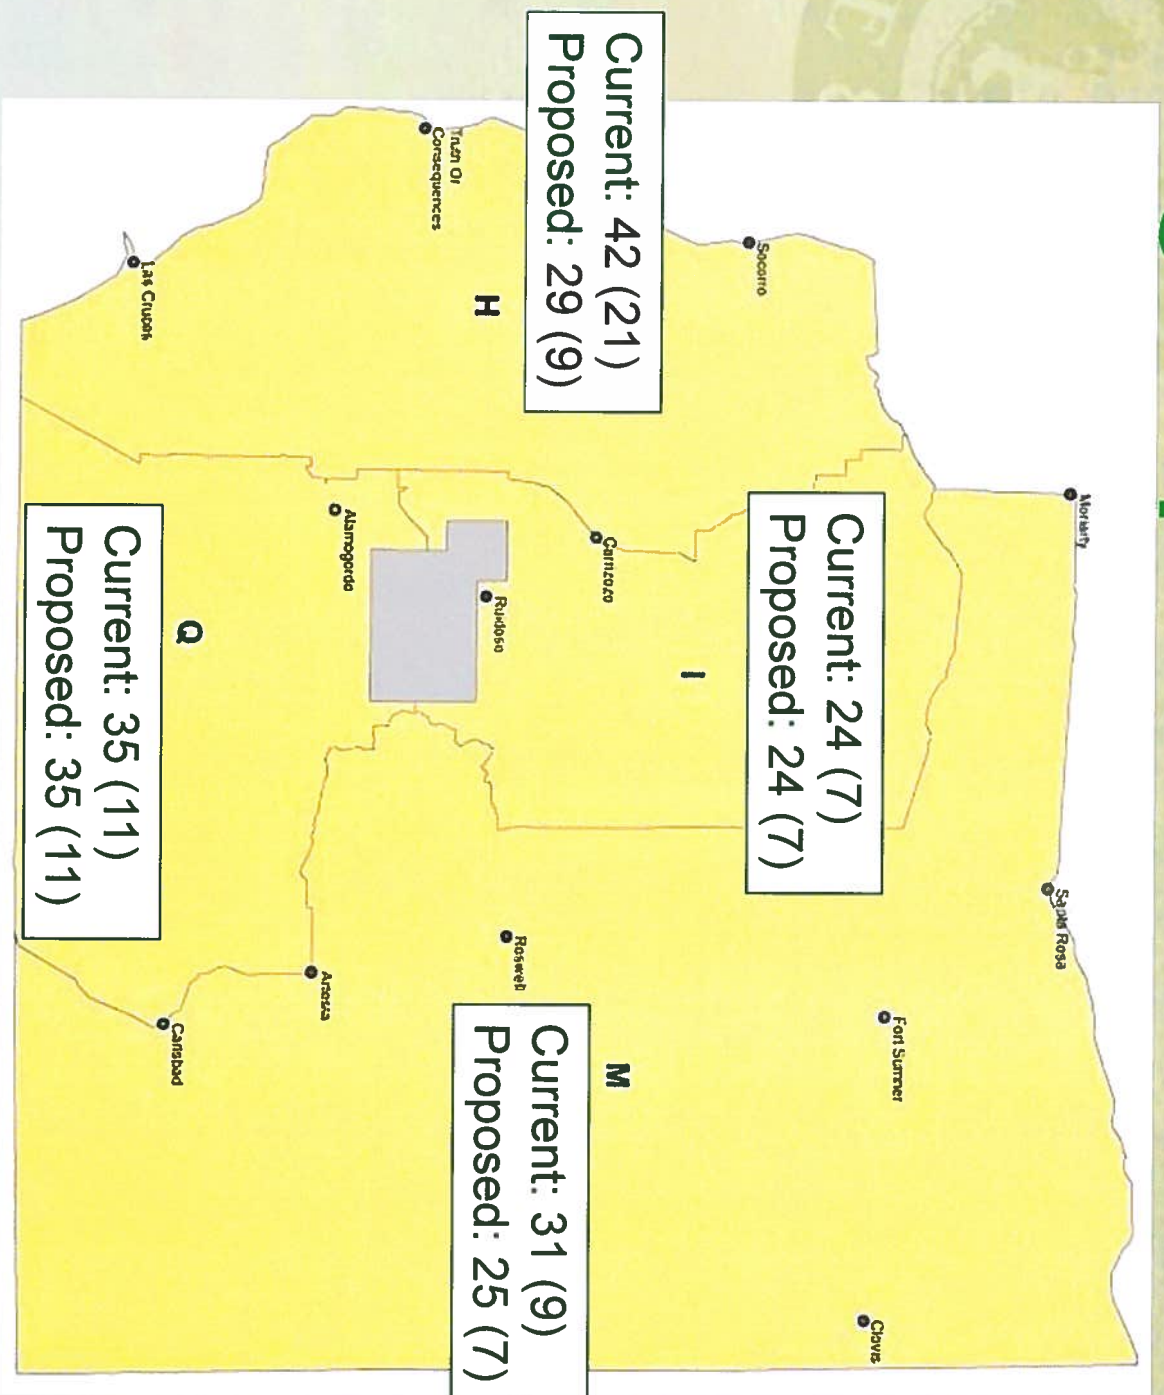 Moriarty
Santa Rosa
Fort Sumner
Clovis
Current: 24 (7)
Proposed: 24 (7)
Socorro
I
Current: 42 (21)
Proposed: 29 (9)
Carrizozo
M
Current: 31 (9)
Proposed: 25 (7)
Roswell
Ruidoso
H
Truth Or
Consequences
Alamogordo
Artesia
Q
Carlsbad
Las Cruces
Current: 35 (11)
Proposed: 35 (11)